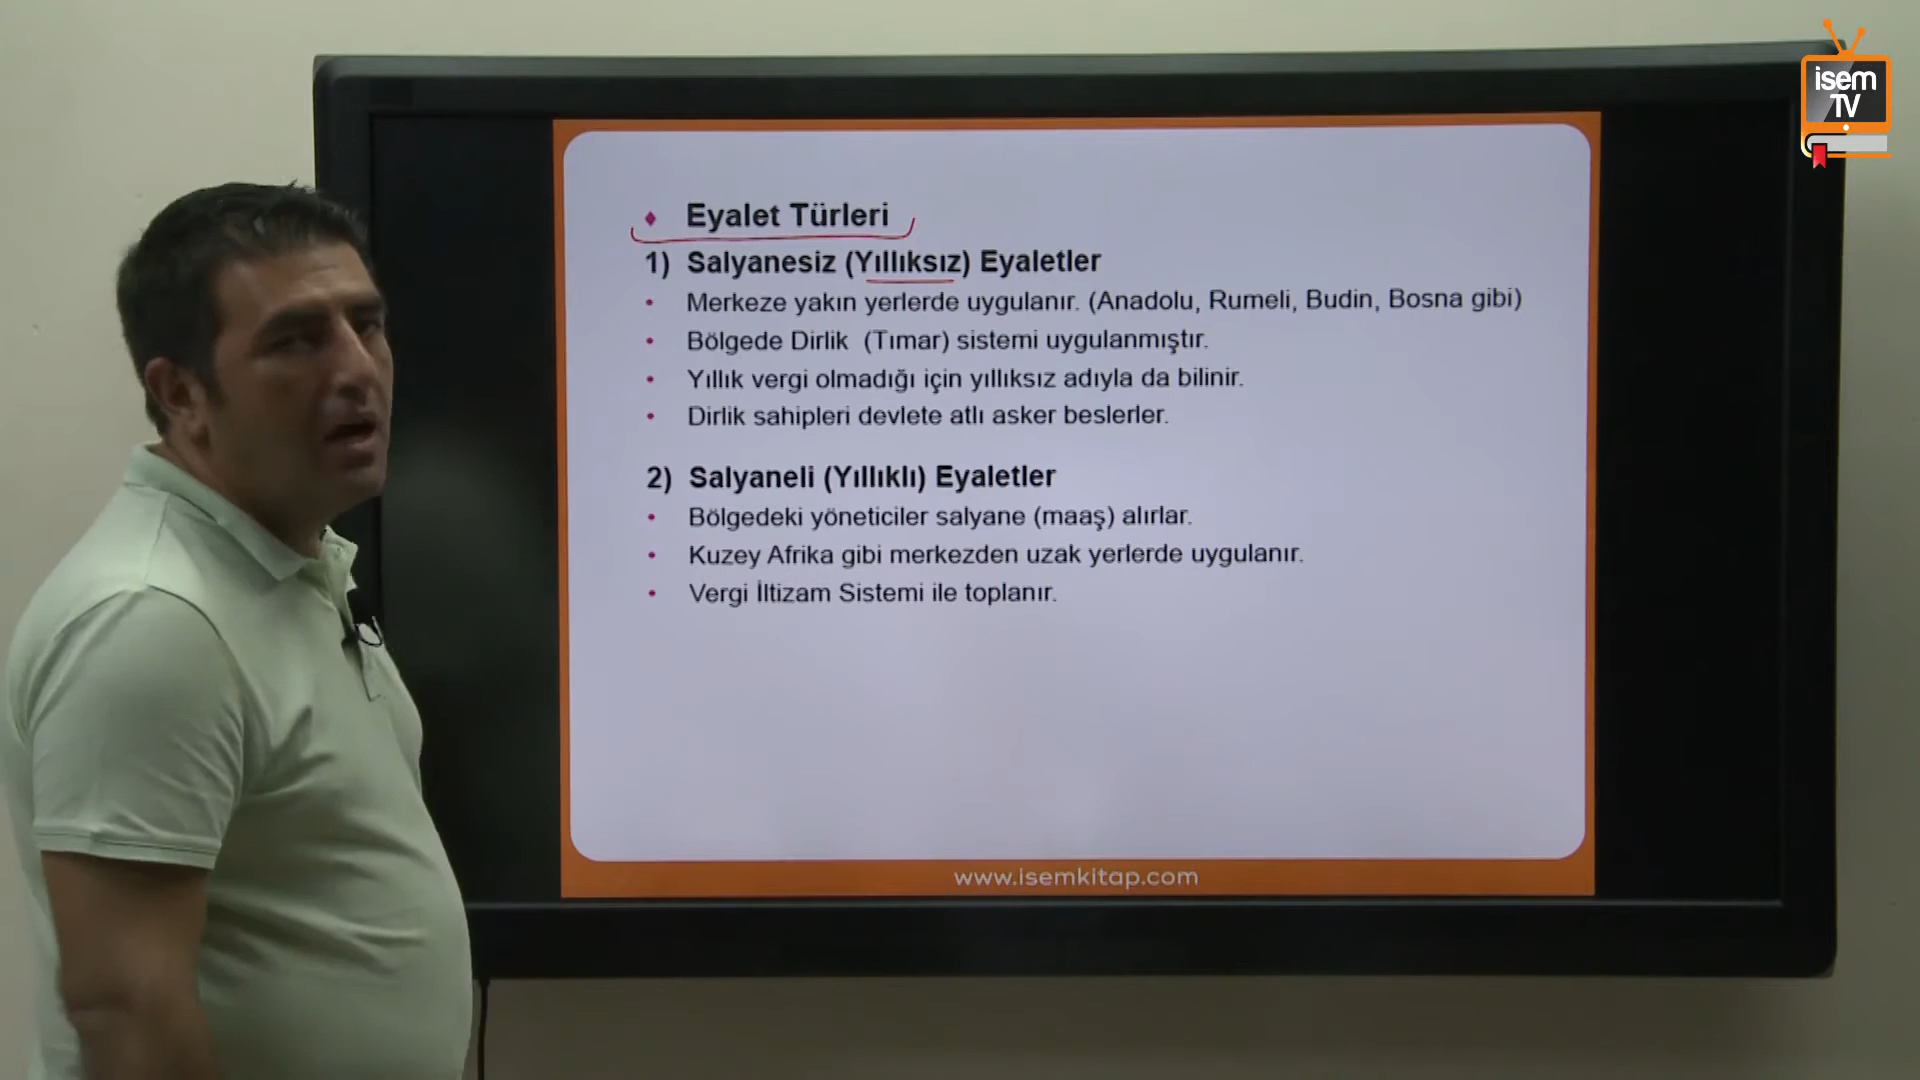 isem
TV
♦ Eyalet Türleri
1) Salyanesiz (Yıllıksız) Eyaletler
• Merkeze yakın yerlerde uygulanır. (Anadolu, Rumeli, Budin, Bosna gibi)
• Bölgede Dirlik (Tımar) sistemi uygulanmıştır.
• Yıllık vergi olmadığı için yıllıksız adıyla da bilinir.
• Dirlik sahipleri devlete atlı asker beslerler.
2) Salyaneli (Yıllıklı) Eyaletler
• Bölgedeki yöneticiler salyane (maaş) alırlar.
• Kuzey Afrika gibi merkezden uzak yerlerde uygulanır.
• Vergi İltizam Sistemi ile toplanır.
www.isemkitap.com